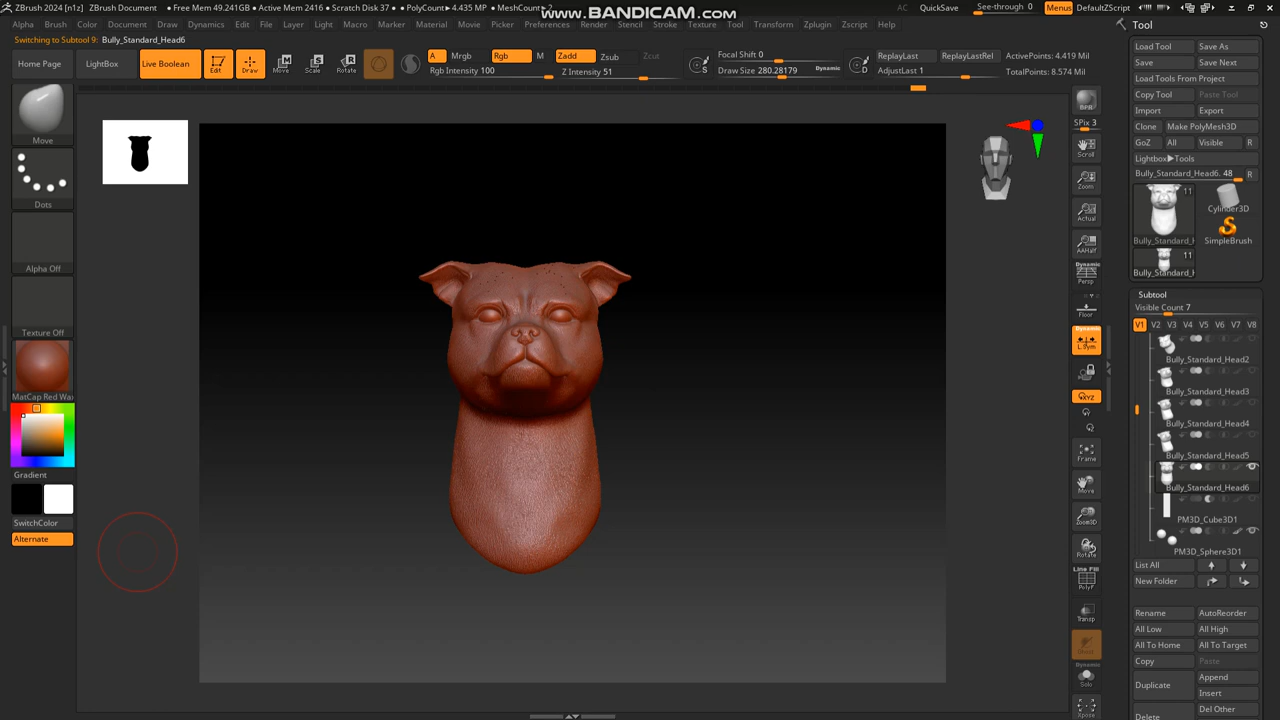 ZBrush 2024 [n1z] ZBrush Document • Free Mem 49.241GB • Active Mem 2416 • Scratch Disk 37 • PolyCount▸4.435 MP • MeshCount▸2
www.BANDICAM.com
AC QuickSave See-through 0 Menus DefaultZScript
Alpha Brush Color Document Draw Dynamics Edit File Layer Light Macro Marker Material Movie Picker Preferences Render Stencil Stroke Texture Tool Transform Zplugin Zscript Help
Switching to Subtool 9: Bully_Standard_Head6
Home Page LightBox Live Boolean Edit Draw Move Scale Rotate
A Mrgb Rgb M Zadd Zsub Zcut
Rgb Intensity 100 Z Intensity 51
Focal Shift 0
Draw Size 280.28179 Dynamic
S D
ReplayLast ReplayLastRel
AdjustLast 1
ActivePoints: 4.419 Mil
TotalPoints: 8.574 Mil
Move
Dots
Alpha Off
Texture Off
MatCap Red Wa
Gradient
SwitchColor
Alternate
BPR
SPix 3
Scroll
Zoom
Actual
AAHalf
Dynamic
Persp
Floor
Dynamic
L.Sym
XYZ
Frame
Move
Zoom3D
Rotate
Line Fill
PolyF
Transp
Dynamic
Solo
Xpose
Tool
Load Tool Save As
Save Save Next
Load Tools From Project
Copy Tool Paste Tool
Import Export
Clone Make PolyMesh3D
GoZ All Visible R
Lightbox▸Tools
Bully_Standard_Head6. 48 R
11
Cylinder3D
Bully_Standard_H SimpleBrush
11
Bully_Standard_H
Subtool
Visible Count 7
V1 V2 V3 V4 V5 V6 V7 V8
Bully_Standard_Head2
Bully_Standard_Head3
Bully_Standard_Head4
Bully_Standard_Head5
Bully_Standard_Head6
PM3D_Cube3D1
PM3D_Sphere3D1
List All
New Folder
Rename AutoReorder
All Low All High
All To Home All To Target
Copy Paste
Duplicate Append
Insert
Delete Del Other